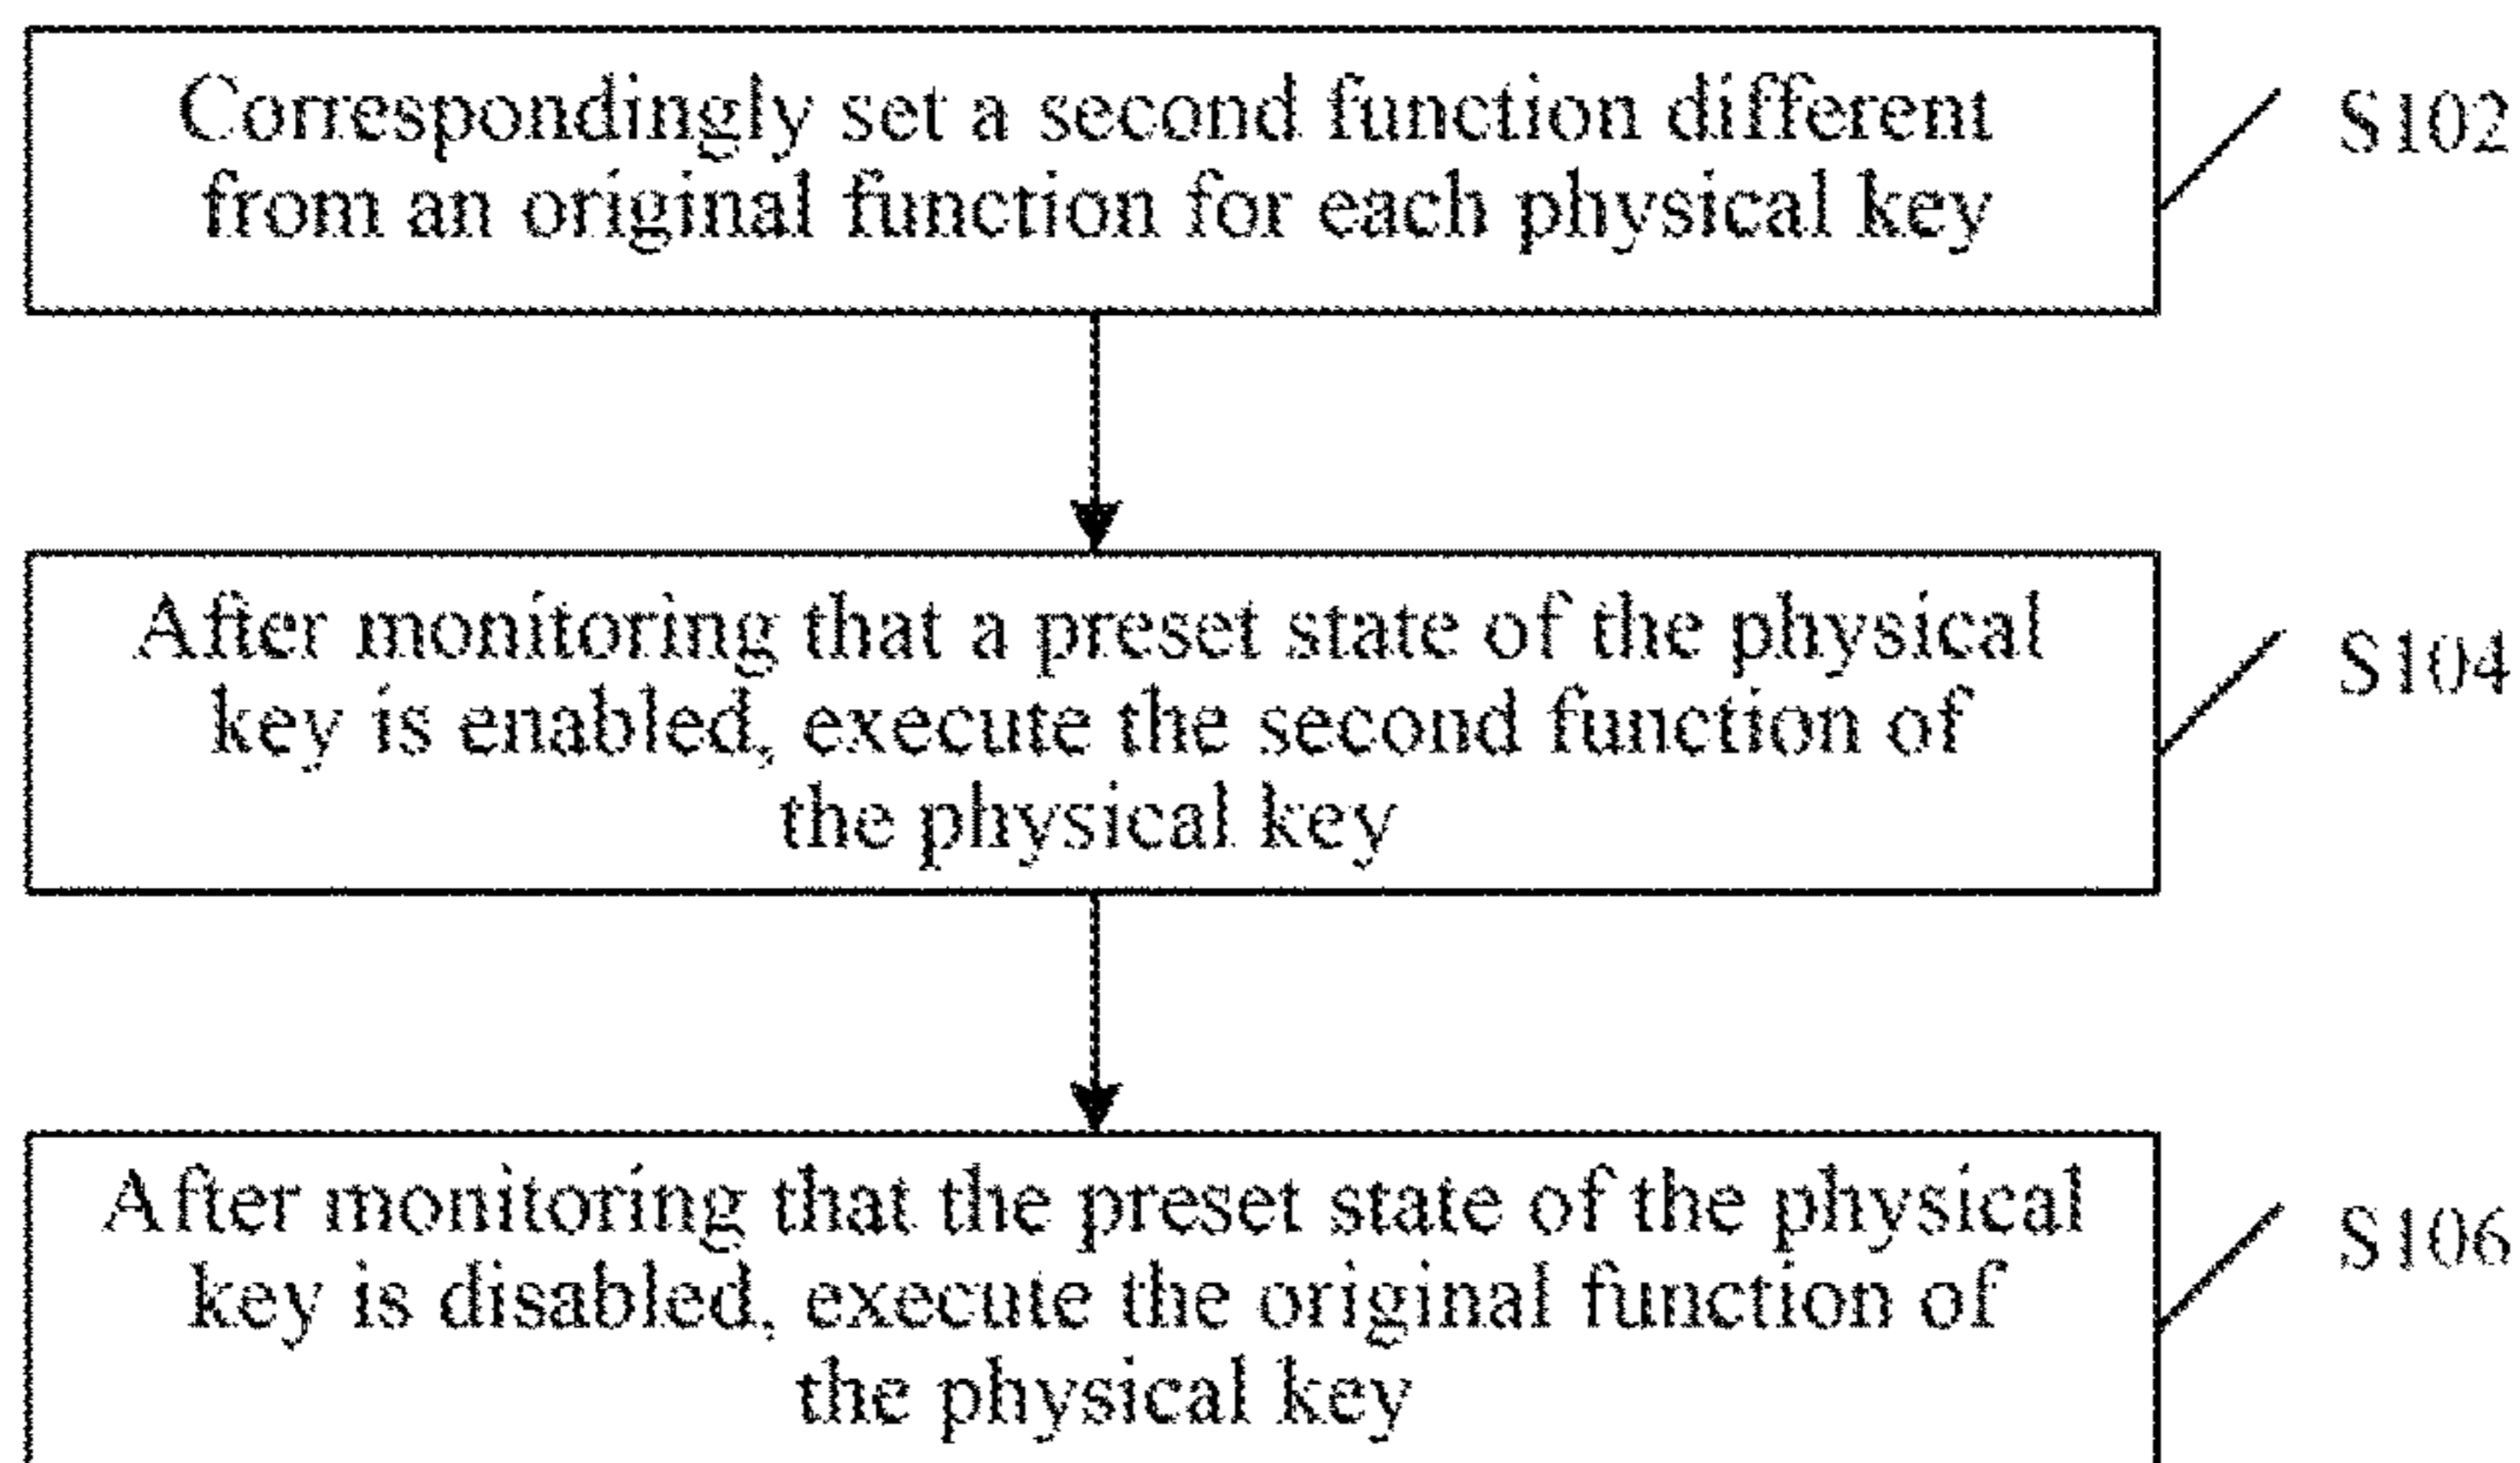 Correspondingly set a second function different
from an original function for each physical key
S102
After monitoring that a preset state of the physical
key is enabled, execute the second function of
the physical key
S104
After monitoring that the preset state of the physical
key is disabled, execute the original function of
the physical key
S106